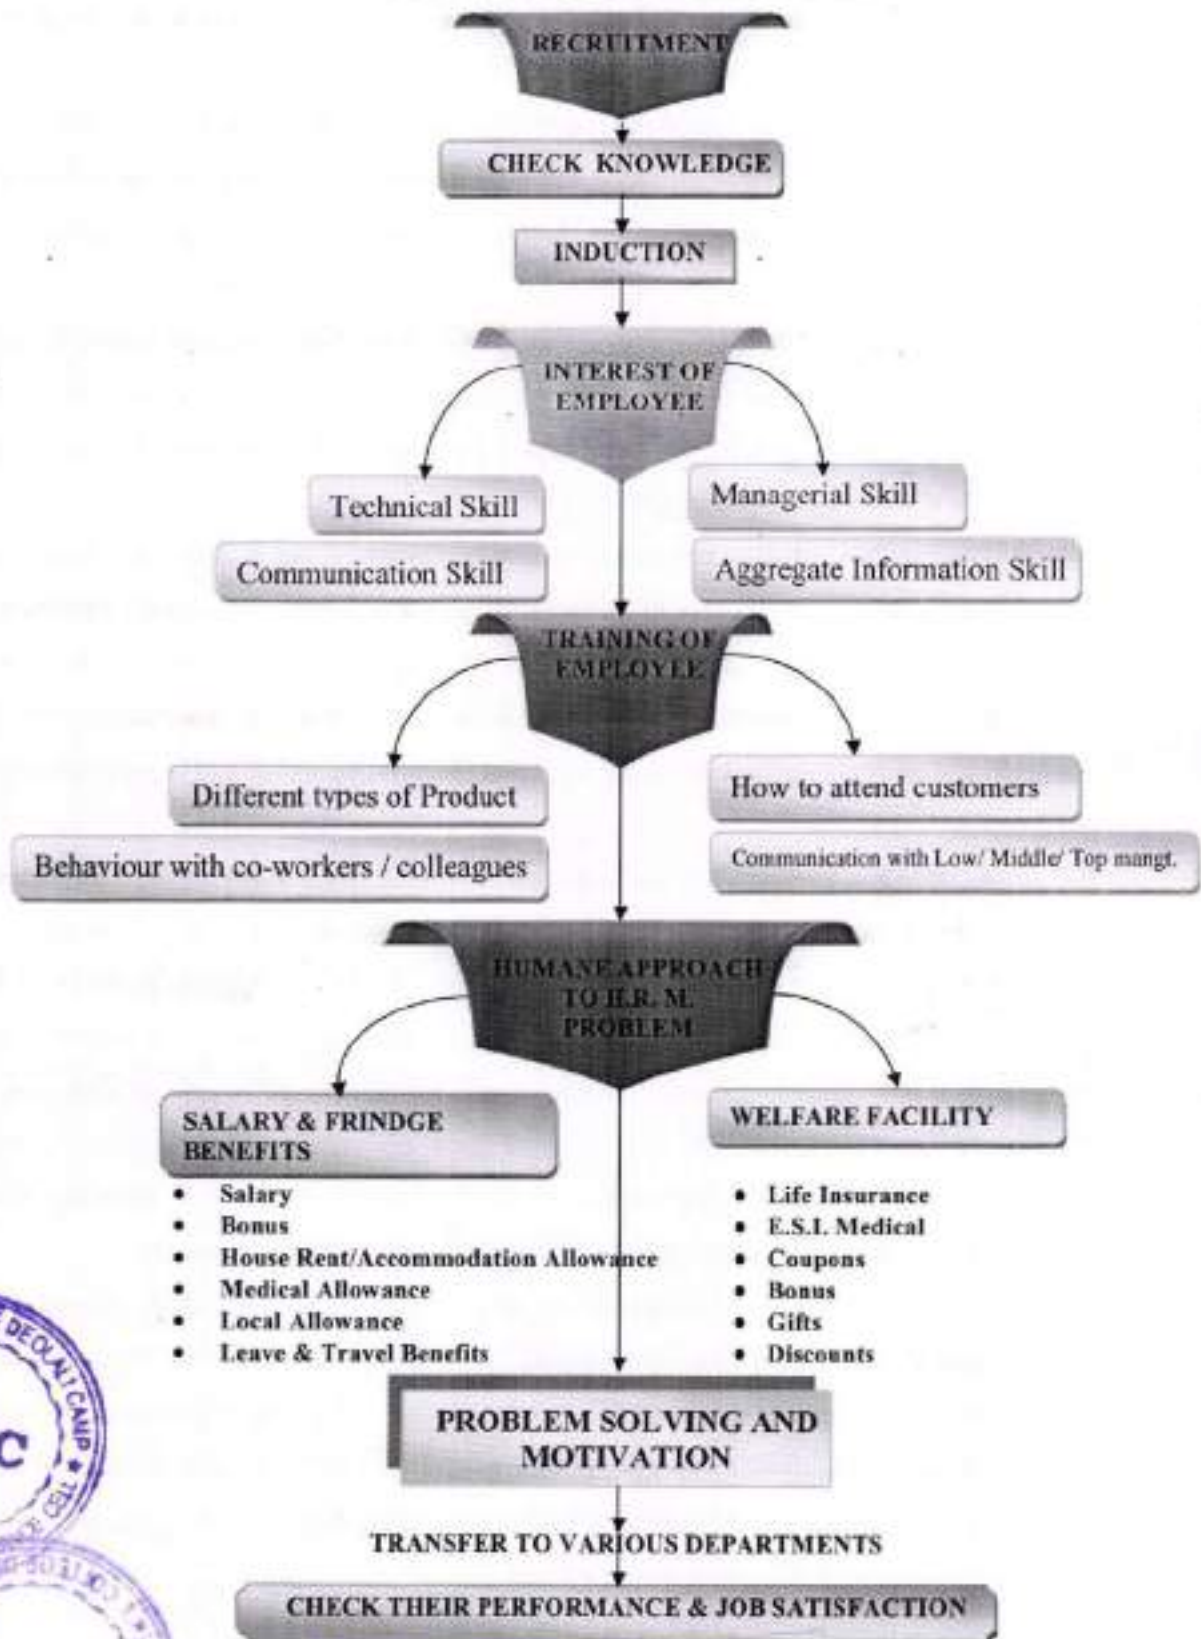 RECRUITMENT
CHECK KNOWLEDGE
INDUCTION
INTEREST OF
EMPLOYEE
Technical Skill
Managerial Skill
Communication Skill
Aggregate Information Skill
TRAINING OF
EMPLOYEE
Different types of Product
How to attend customers
Behaviour with co-workers / colleagues
Communication with Low/ Middle/ Top mangt.
HUMANE APPROACH
TO H.R. M.
PROBLEM
SALARY & FRINDGE
BENEFITS
• Salary
• Bonus
• House Rent/Accommodation Allowance
• Medical Allowance
• Local Allowance
• Leave & Travel Benefits
WELFARE FACILITY
• Life Insurance
• E.S.I. Medical
• Coupons
• Bonus
• Gifts
• Discounts
PROBLEM SOLVING AND
MOTIVATION
TRANSFER TO VARIOUS DEPARTMENTS
CHECK THEIR PERFORMANCE & JOB SATISFACTION
DEOLALI CAMP
C
CELL